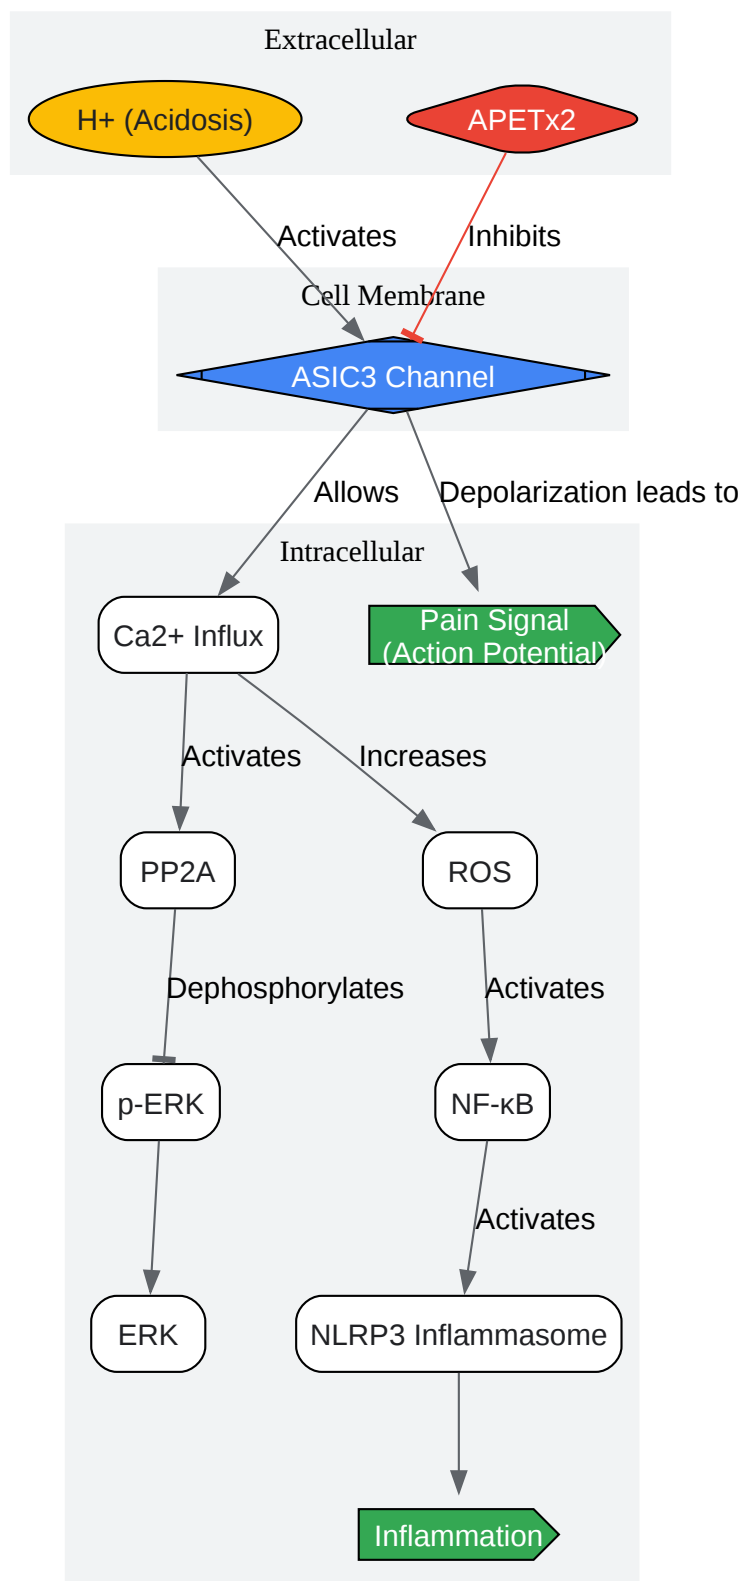 Extracellular
H+ (Acidosis)
APETx2
Activates
Inhibits
Cell Membrane
ASIC3 Channel
Allows
Depolarization leads to
Intracellular
Ca2+ Influx
Pain Signal
(Action Potential)
Activates
Increases
PP2A
ROS
Dephosphorylates
Activates
p-ERK
NF-κB
Activates
ERK
NLRP3 Inflammasome
Inflammation